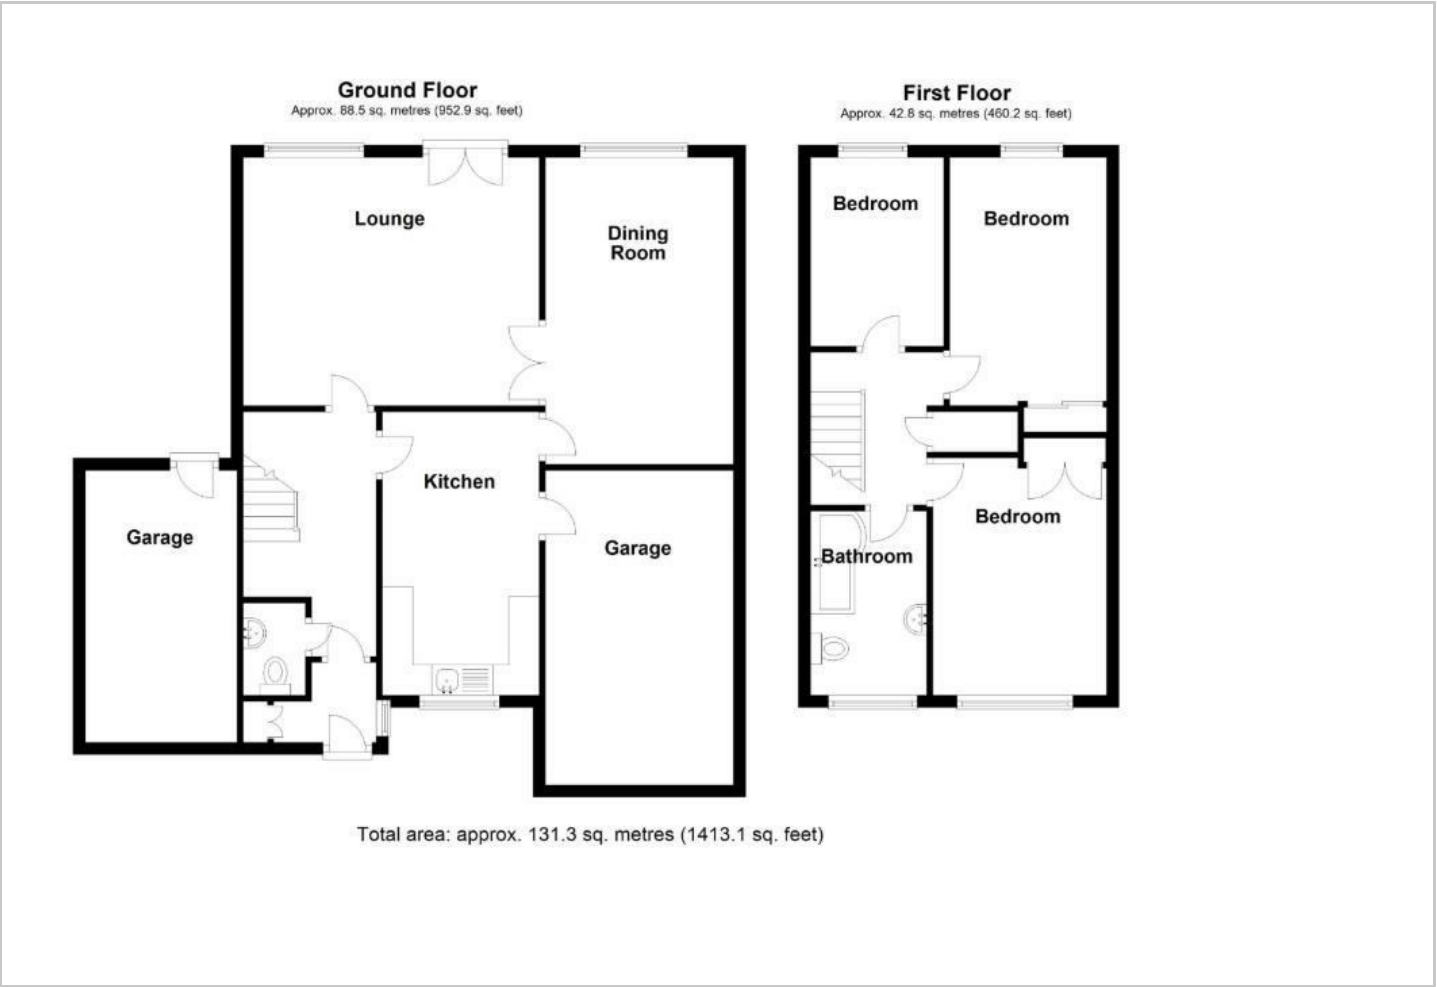 Ground Floor
Approx. 88.5 sq. metres (952.9 sq. feet)
Lounge
Dining
Room
Kitchen
Garage
Garage
First Floor
Approx. 42.8 sq. metres (460.2 sq. feet)
Bedroom
Bedroom
Bedroom
Bathroom
Total area: approx. 131.3 sq. metres (1413.1 sq. feet)